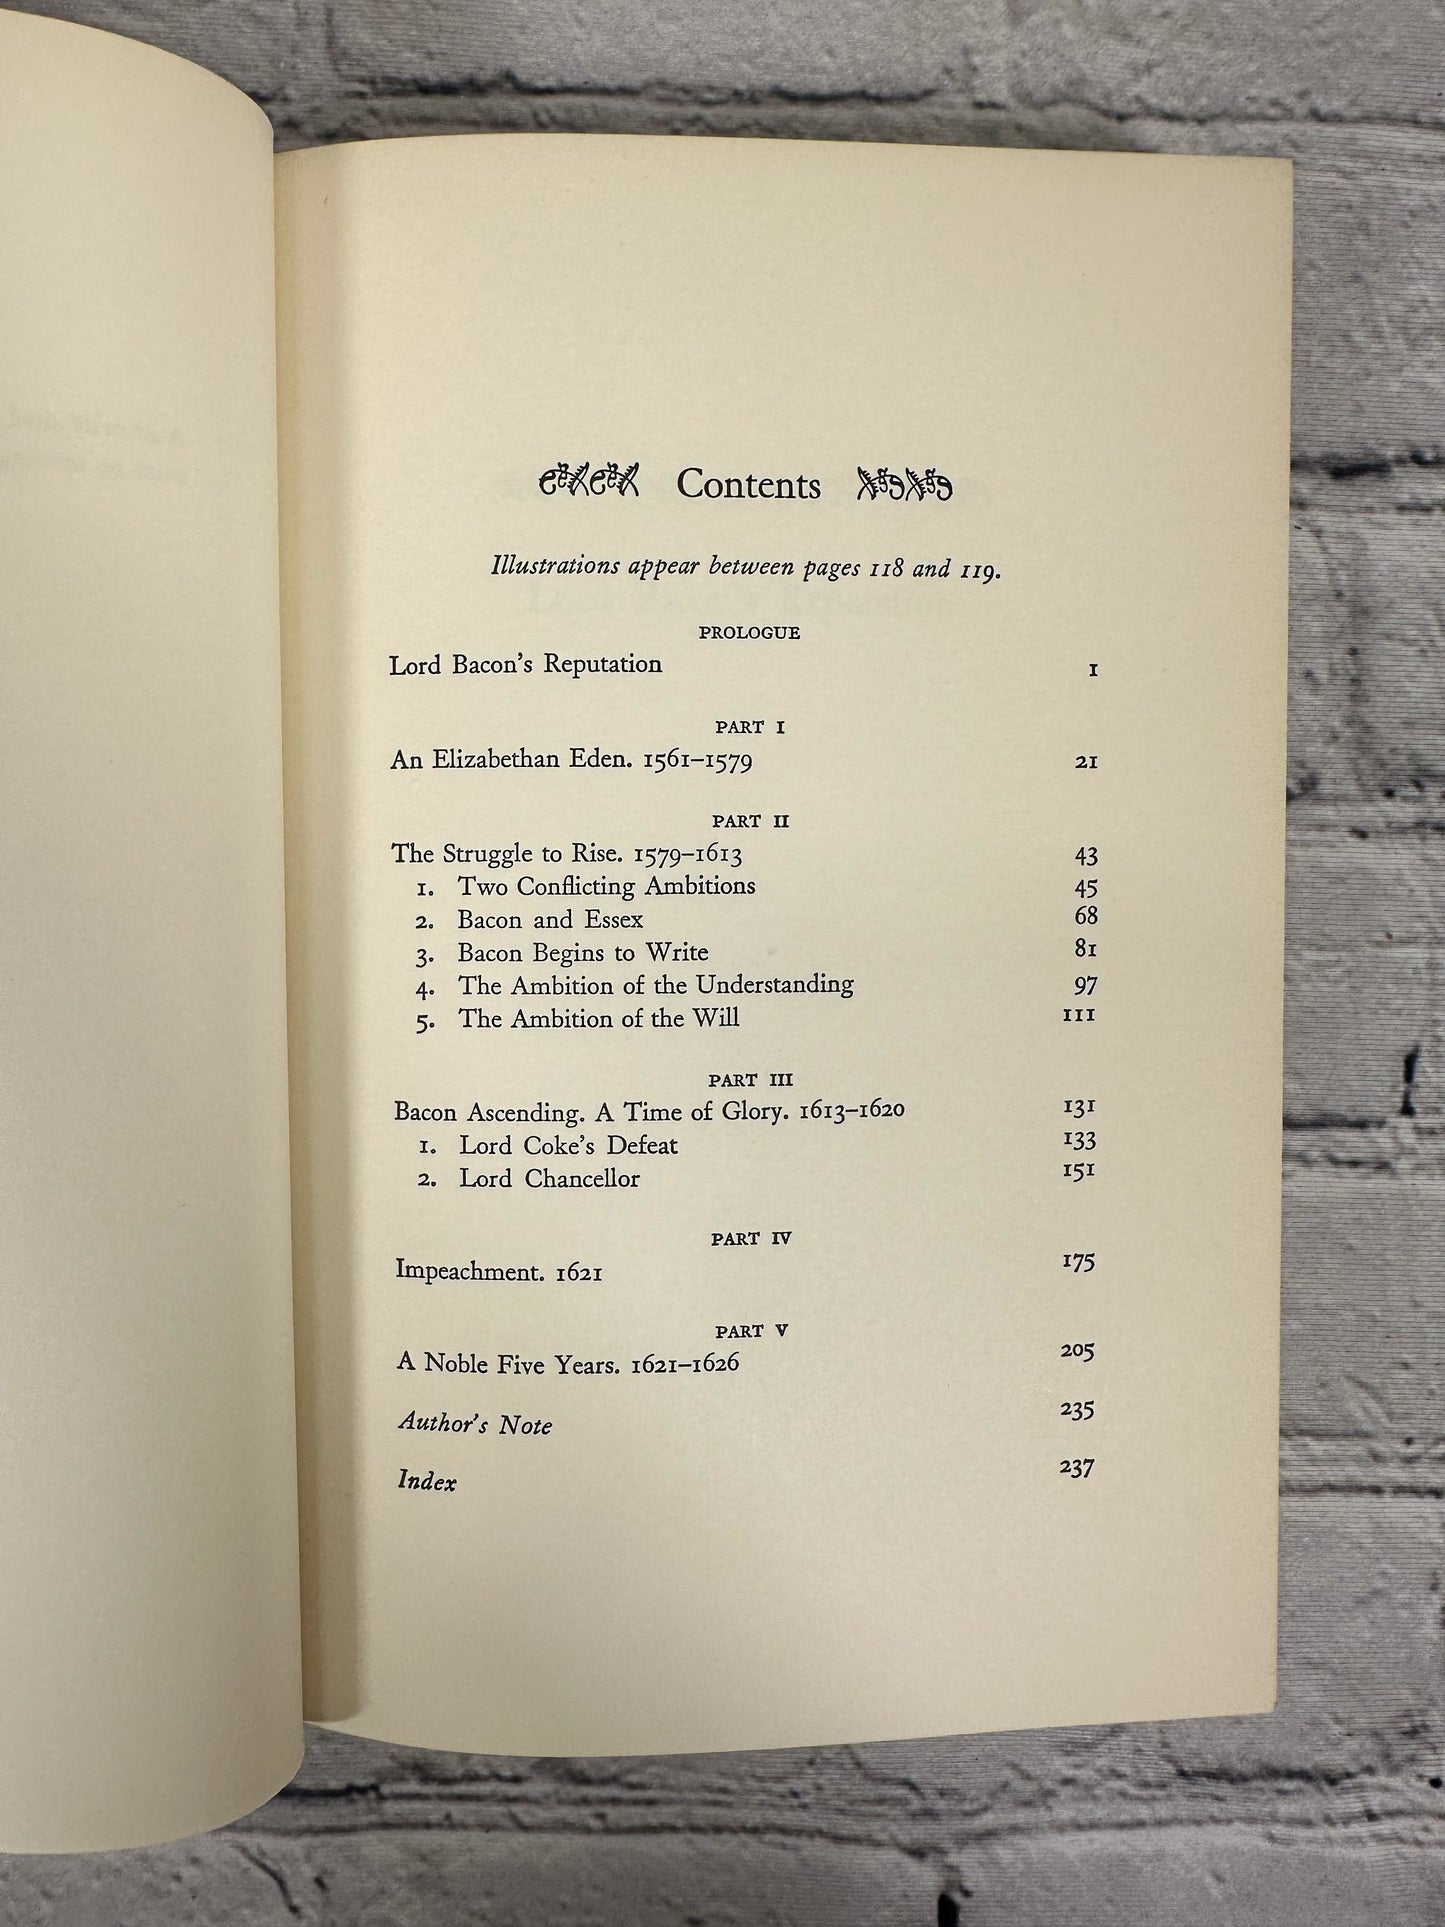 Contents
Illustrations appear between pages 118 and 119.
PROLOGUE
Lord Bacon's Reputation 1
PART I
An Elizabethan Eden. 1561–1579 21
PART II
The Struggle to Rise. 1579–1613 43
1. Two Conflicting Ambitions 45
2. Bacon and Essex 68
3. Bacon Begins to Write 81
4. The Ambition of the Understanding 97
5. The Ambition of the Will 111
PART III
Bacon Ascending. A Time of Glory. 1613–1620 131
1. Lord Coke's Defeat 133
2. Lord Chancellor 151
PART IV
Impeachment. 1621 175
PART V
A Noble Five Years. 1621–1626 205
Author's Note 235
Index 237